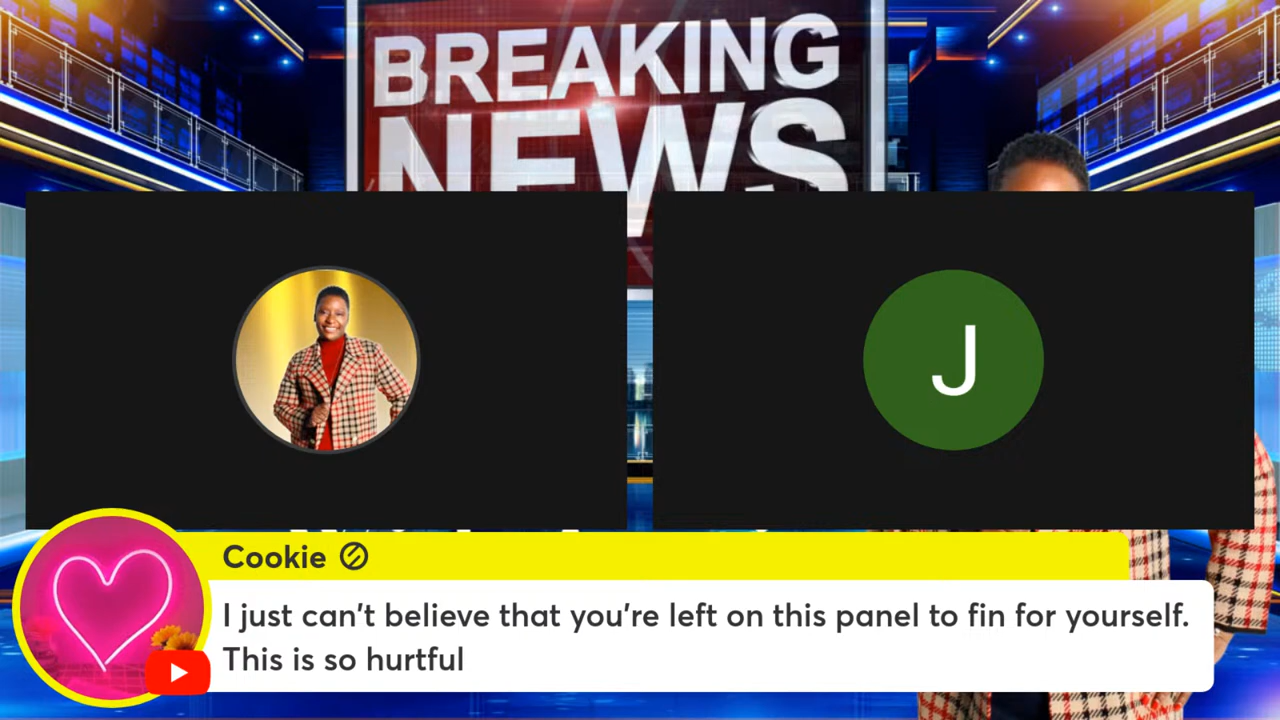 BREAKING
NEWS
J
Cookie
I just can't believe that you're left on this panel to fin for yourself.
This is so hurtful